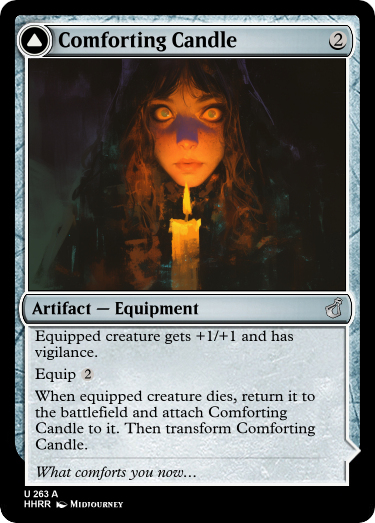 Comforting Candle 2
Artifact — Equipment
Equipped creature gets +1/+1 and has
vigilance.
Equip 2
When equipped creature dies, return it to
the battlefield and attach Comforting
Candle to it. Then transform Comforting
Candle.
What comforts you now...
U 263 A
HHRR Midjourney